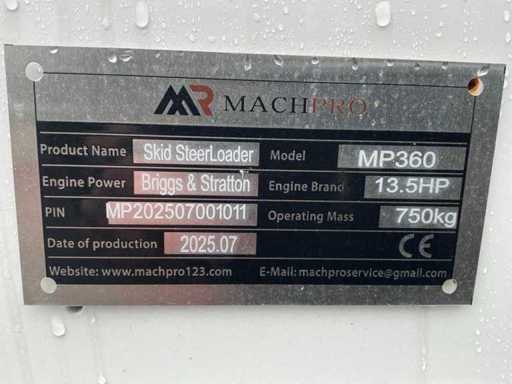 MR MACHPRO
Product Name Skid SteerLoader Model MP360
Engine Power Briggs & Stratton Engine Brand 13.5HP
PIN MP202507001011 Operating Mass 750kg
Date of production 2025.07 CE
Website: www.machpro123.com E-Mail: machproservice@gmail.com